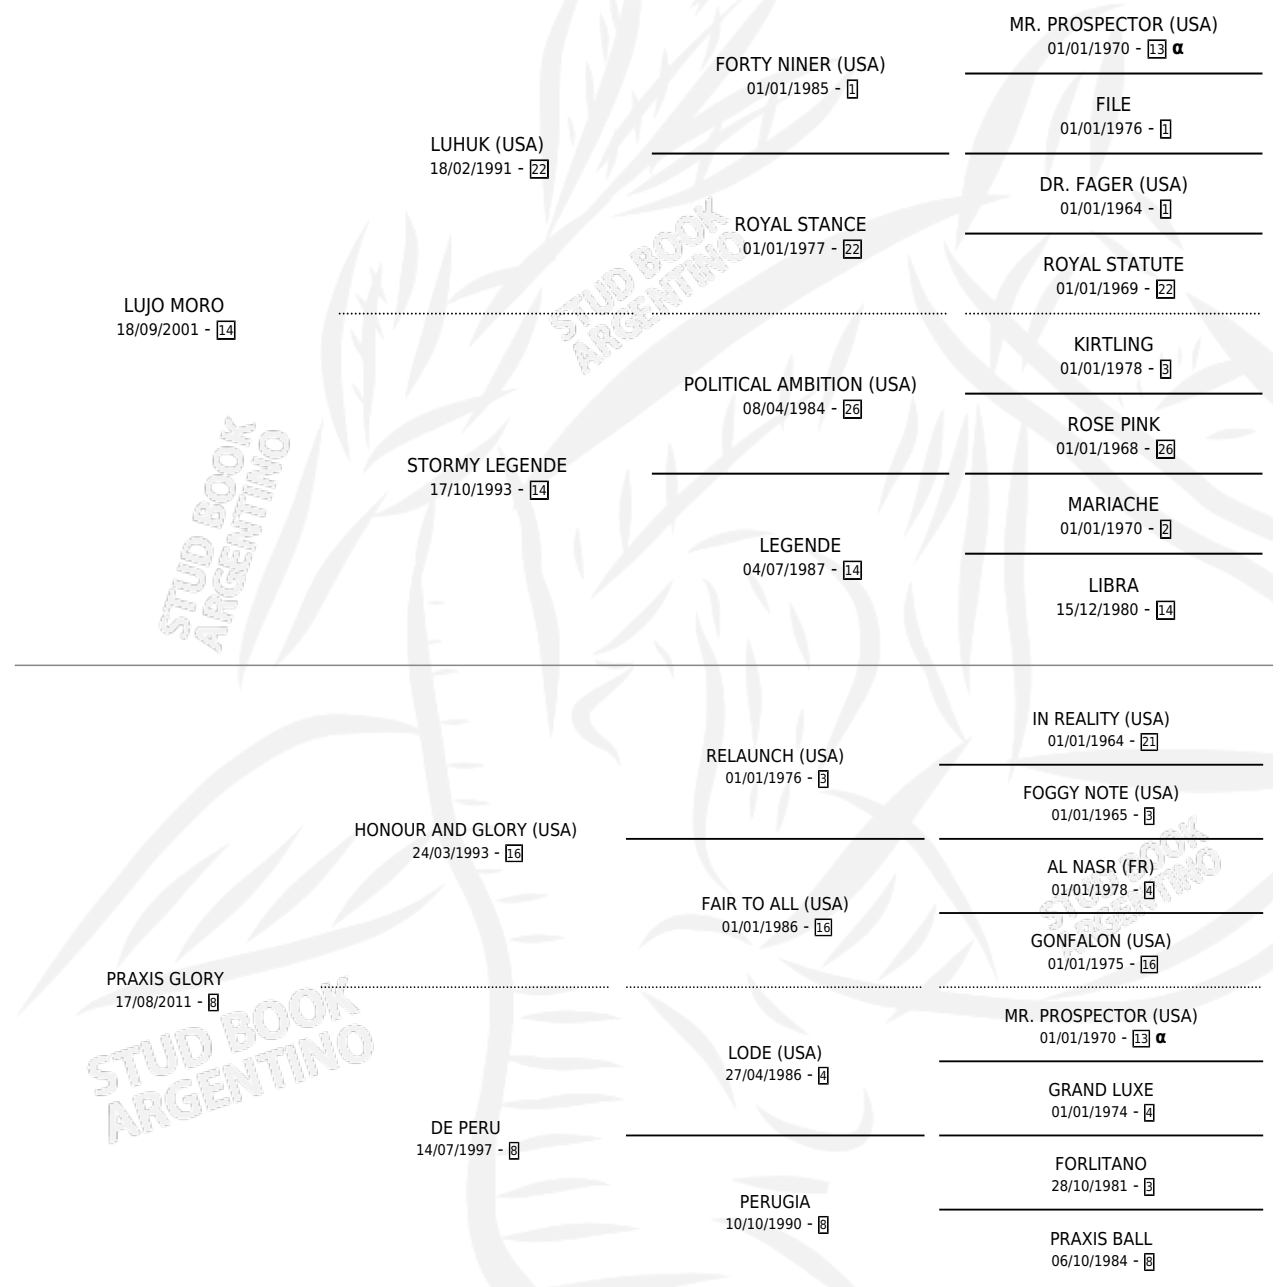 MR. PROSPECTOR (USA)
01/01/1970 - 13 α
FORTY NINER (USA)
01/01/1985 - 1
FILE
01/01/1976 - 1
LUHUK (USA)
18/02/1991 - 22
DR. FAGER (USA)
01/01/1964 - 1
ROYAL STANCE
01/01/1977 - 22
ROYAL STATUTE
01/01/1969 - 22
LUJO MORO
18/09/2001 - 14
KIRTLING
01/01/1978 - 3
POLITICAL AMBITION (USA)
08/04/1984 - 26
ROSE PINK
01/01/1968 - 26
STORMY LEGENDE
17/10/1993 - 14
MARIACHE
01/01/1970 - 2
LEGENDE
04/07/1987 - 14
LIBRA
15/12/1980 - 14
STUD BOOK
ARGENTINO
STUD BOOK
ARGENTINO
IN REALITY (USA)
01/01/1964 - 21
RELAUNCH (USA)
01/01/1976 - 3
FOGGY NOTE (USA)
01/01/1965 - 3
HONOUR AND GLORY (USA)
24/03/1993 - 16
AL NASR (FR)
01/01/1978 - 4
FAIR TO ALL (USA)
01/01/1986 - 16
GONFALON (USA)
01/01/1975 - 16
PRAXIS GLORY
17/08/2011 - 8
MR. PROSPECTOR (USA)
01/01/1970 - 13 α
LODE (USA)
27/04/1986 - 4
GRAND LUXE
01/01/1974 - 4
DE PERU
14/07/1997 - 8
FORLITANO
28/10/1981 - 3
PERUGIA
10/10/1990 - 8
PRAXIS BALL
06/10/1984 - 8
STUD BOOK
ARGENTINO
STUD BOOK
ARGENTINO